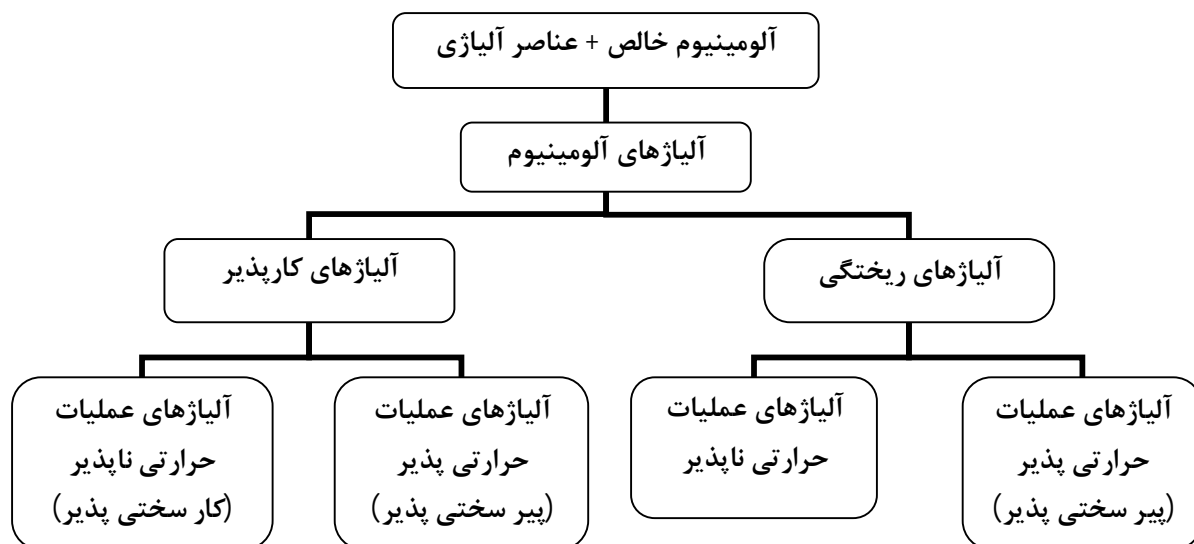 آلومینیوم خالص + عناصر آلیاژی
آلیاژهای آلومینیوم
آلیاژهای ریختگی
آلیاژهای کارپذیر
آلیاژهای عملیات
حرارتی پذیر
(پیر سختی پذیر)
آلیاژهای عملیات
حرارتی ناپذیر
آلیاژهای عملیات
حرارتی پذیر
(پیر سختی پذیر)
آلیاژهای عملیات
حرارتی ناپذیر
(کار سختی پذیر)